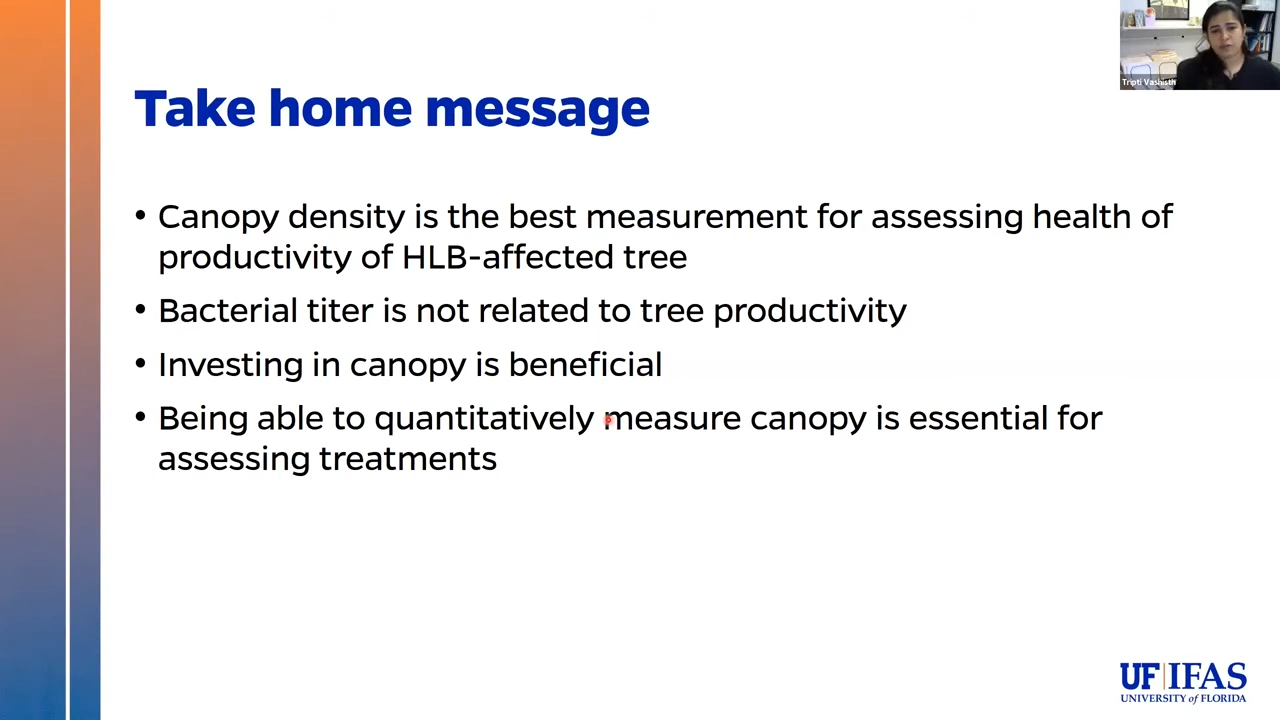 Tripti Vashisth
Take home message
• Canopy density is the best measurement for assessing health of
productivity of HLB-affected tree
• Bacterial titer is not related to tree productivity
• Investing in canopy is beneficial
• Being able to quantitatively measure canopy is essential for
assessing treatments
UF|IFAS
UNIVERSITY of FLORIDA